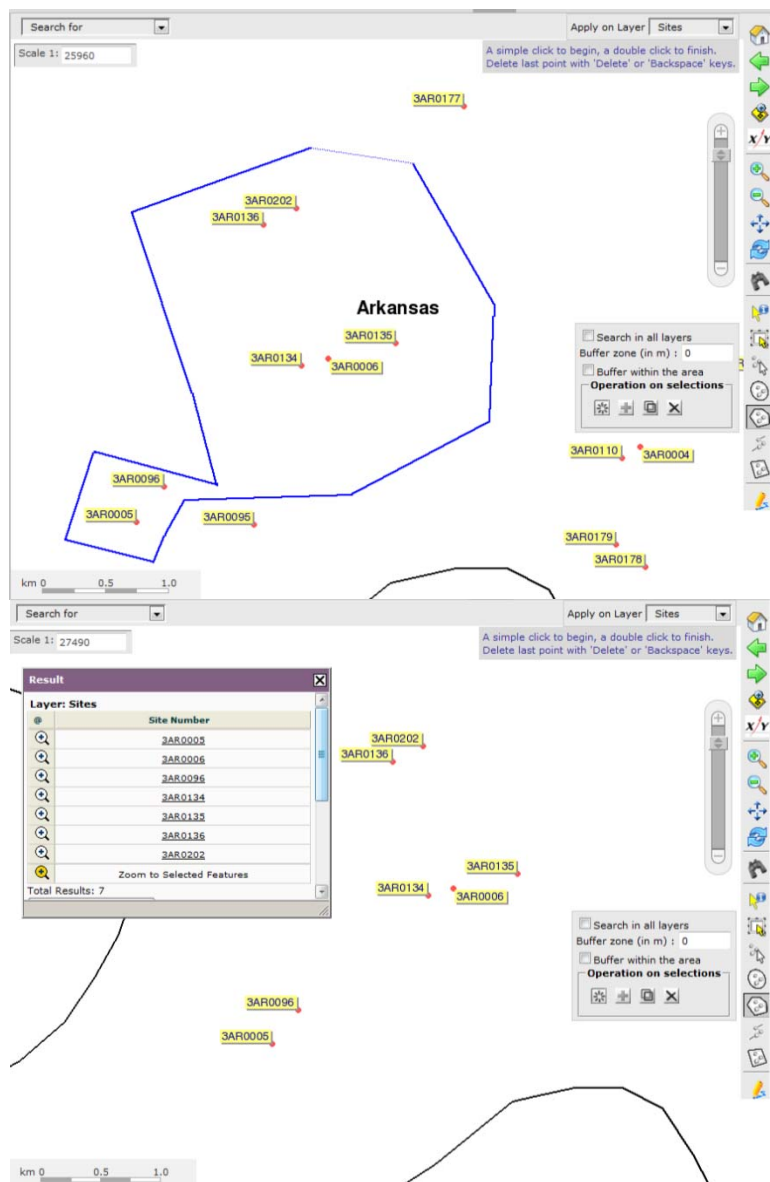 Search for
Apply on Layer Sites
Scale 1: 25960
A simple click to begin, a double click to finish.
Delete last point with 'Delete' or 'Backspace' keys.
3AR0177
X/Y
3AR0202
3AR0136
Arkansas
3AR0135
3AR0134
3AR0006
Search in all layers
Buffer zone (in m) : 0
Buffer within the area
Operation on selections
3AR0110
3AR0004
3AR0096
3AR0005
3AR0095
3AR0179
3AR0178
km 0 0.5 1.0
Search for
Apply on Layer Sites
Scale 1: 27490
A simple click to begin, a double click to finish.
Delete last point with 'Delete' or 'Backspace' keys.
Result
X/Y
Layer: Sites
@ Site Number
3AR0005
3AR0006
3AR0096
3AR0134
3AR0135
3AR0136
3AR0202
Zoom to Selected Features
Total Results: 7
3AR0202
3AR0136
3AR0135
3AR0134
3AR0006
Search in all layers
Buffer zone (in m) : 0
Buffer within the area
Operation on selections
3AR0096
3AR0005
km 0 0.5 1.0